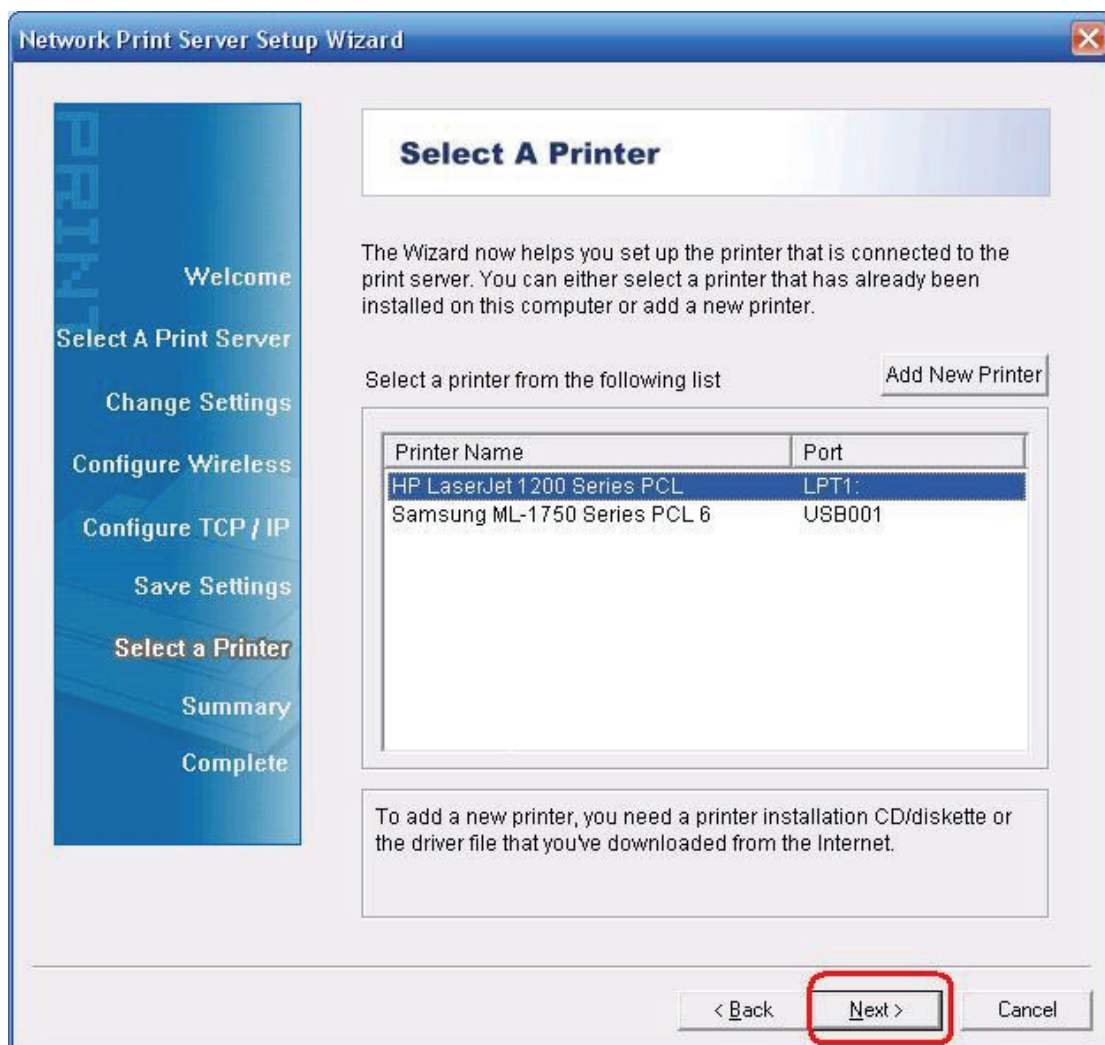 Network Print Server Setup Wizard
PRINT
Welcome
Select A Print Server
Change Settings
Configure Wireless
Configure TCP / IP
Save Settings
Select a Printer
Summary
Complete
Select A Printer
The Wizard now helps you set up the printer that is connected to the
print server. You can either select a printer that has already been
installed on this computer or add a new printer.
Select a printer from the following list
Add New Printer
Printer Name Port
HP LaserJet 1200 Series PCL LPT1:
Samsung ML-1750 Series PCL 6 USB001
To add a new printer, you need a printer installation CD/diskette or
the driver file that you've downloaded from the Internet.
< Back Next > Cancel